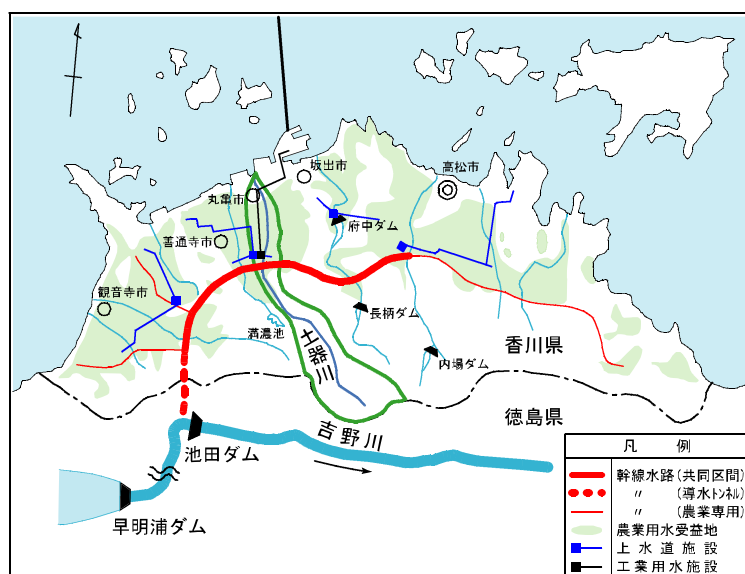 坂出市
高松市
丸亀市
府中ダム
善通寺市
観音寺市
満濃池
土器川
長柄ダム
内場ダム
香川県
徳島県
吉野川
池田ダム
早明浦ダム
凡例
幹線水路(共同区間)
〃 (導水トンネル)
〃 (農業専用)
農業用水受益地
上水道施設
工業用水施設